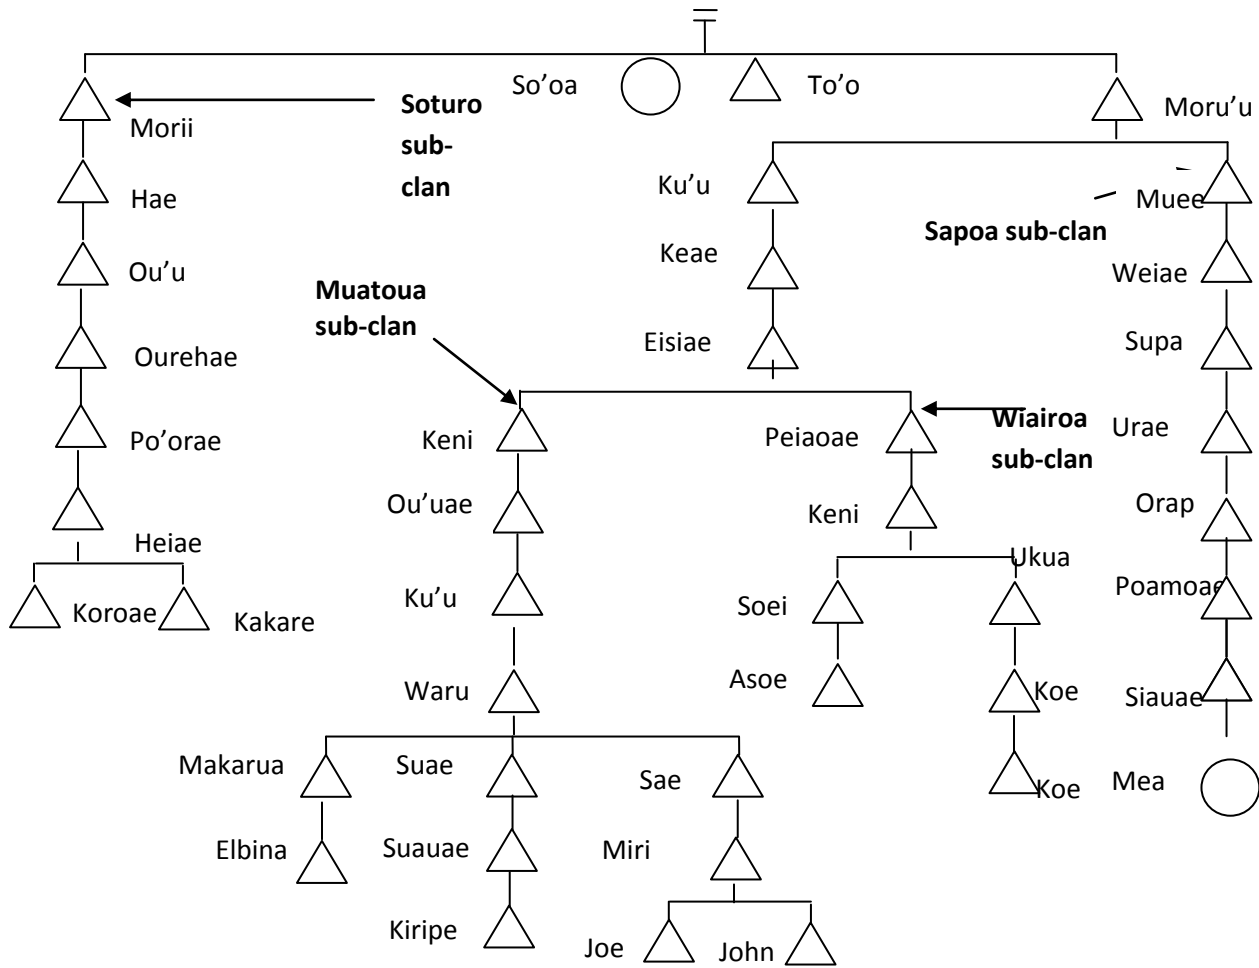 So’oa
To’o
Morii
Soturo
sub-
clan
Moru’u
Hae
Ku’u
Muee
Sapoa sub-clan
Ou’u
Keae
Weiae
Muatoua
sub-clan
Ourehae
Eisiae
Supa
Po’orae
Keni
Peiaoae
Wiairoa
sub-clan
Urae
Heiae
Ou’uae
Keni
Orap
Ukua
Koroae
Kakare
Ku’u
Soei
Poamoae
Waru
Asoe
Koe
Siauae
Makarua
Suae
Sae
Koe
Mea
Elbina
Suauae
Miri
Kiripe
Joe
John